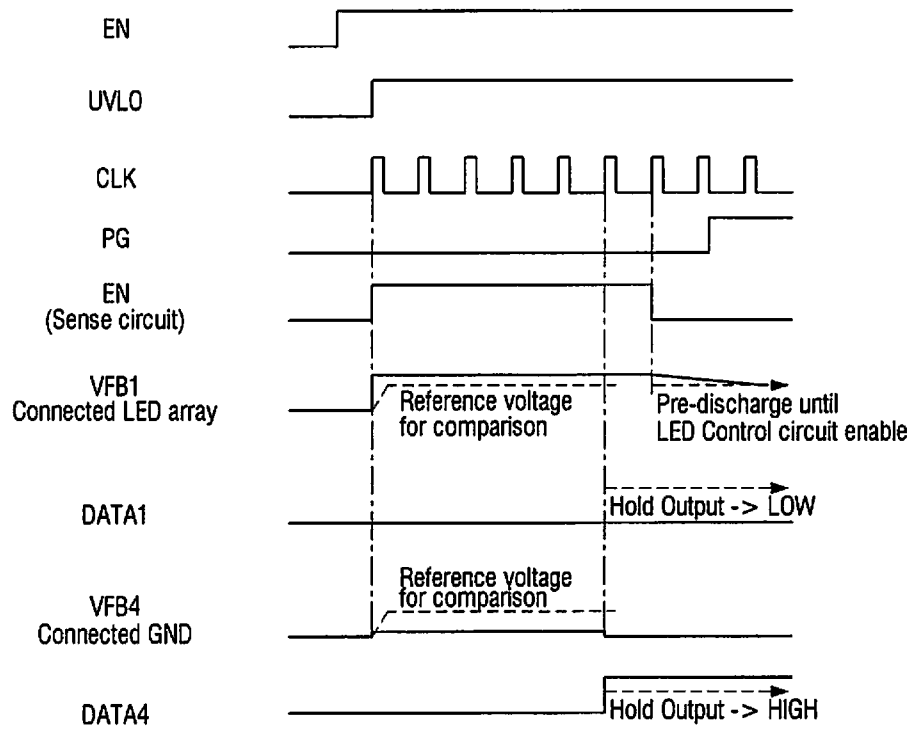 EN
UVLO
CLK
PG
EN
(Sense circuit)
VFB1
Connected LED array
Reference voltage
for comparison
Pre-discharge until
LED Control circuit enable
DATA1
Hold Output -> LOW
VFB4
Connected GND
Reference voltage
for comparison
DATA4
Hold Output -> HIGH